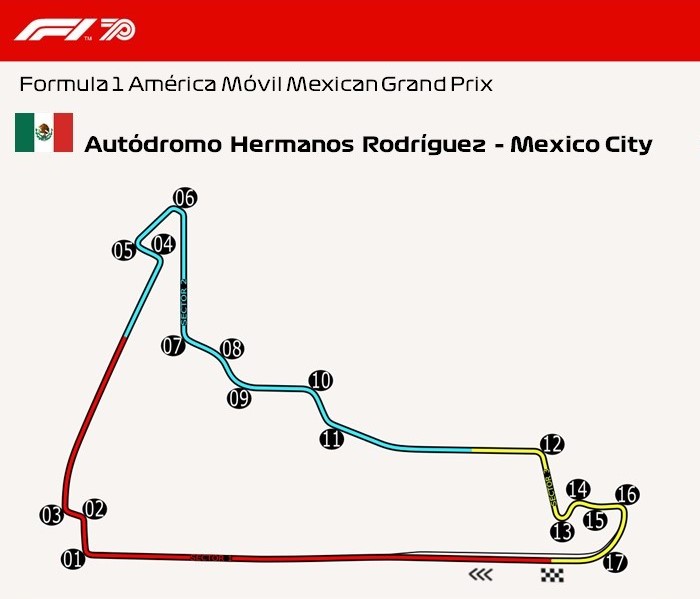 F1 70
TM
Formula 1 América Móvil Mexican Grand Prix
Autódromo Hermanos Rodríguez - Mexico City
06
05
04
SECTOR 2
07
08
09
10
11
12
SECTOR 3
14
16
03
02
15
13
01
SECTOR 1
17